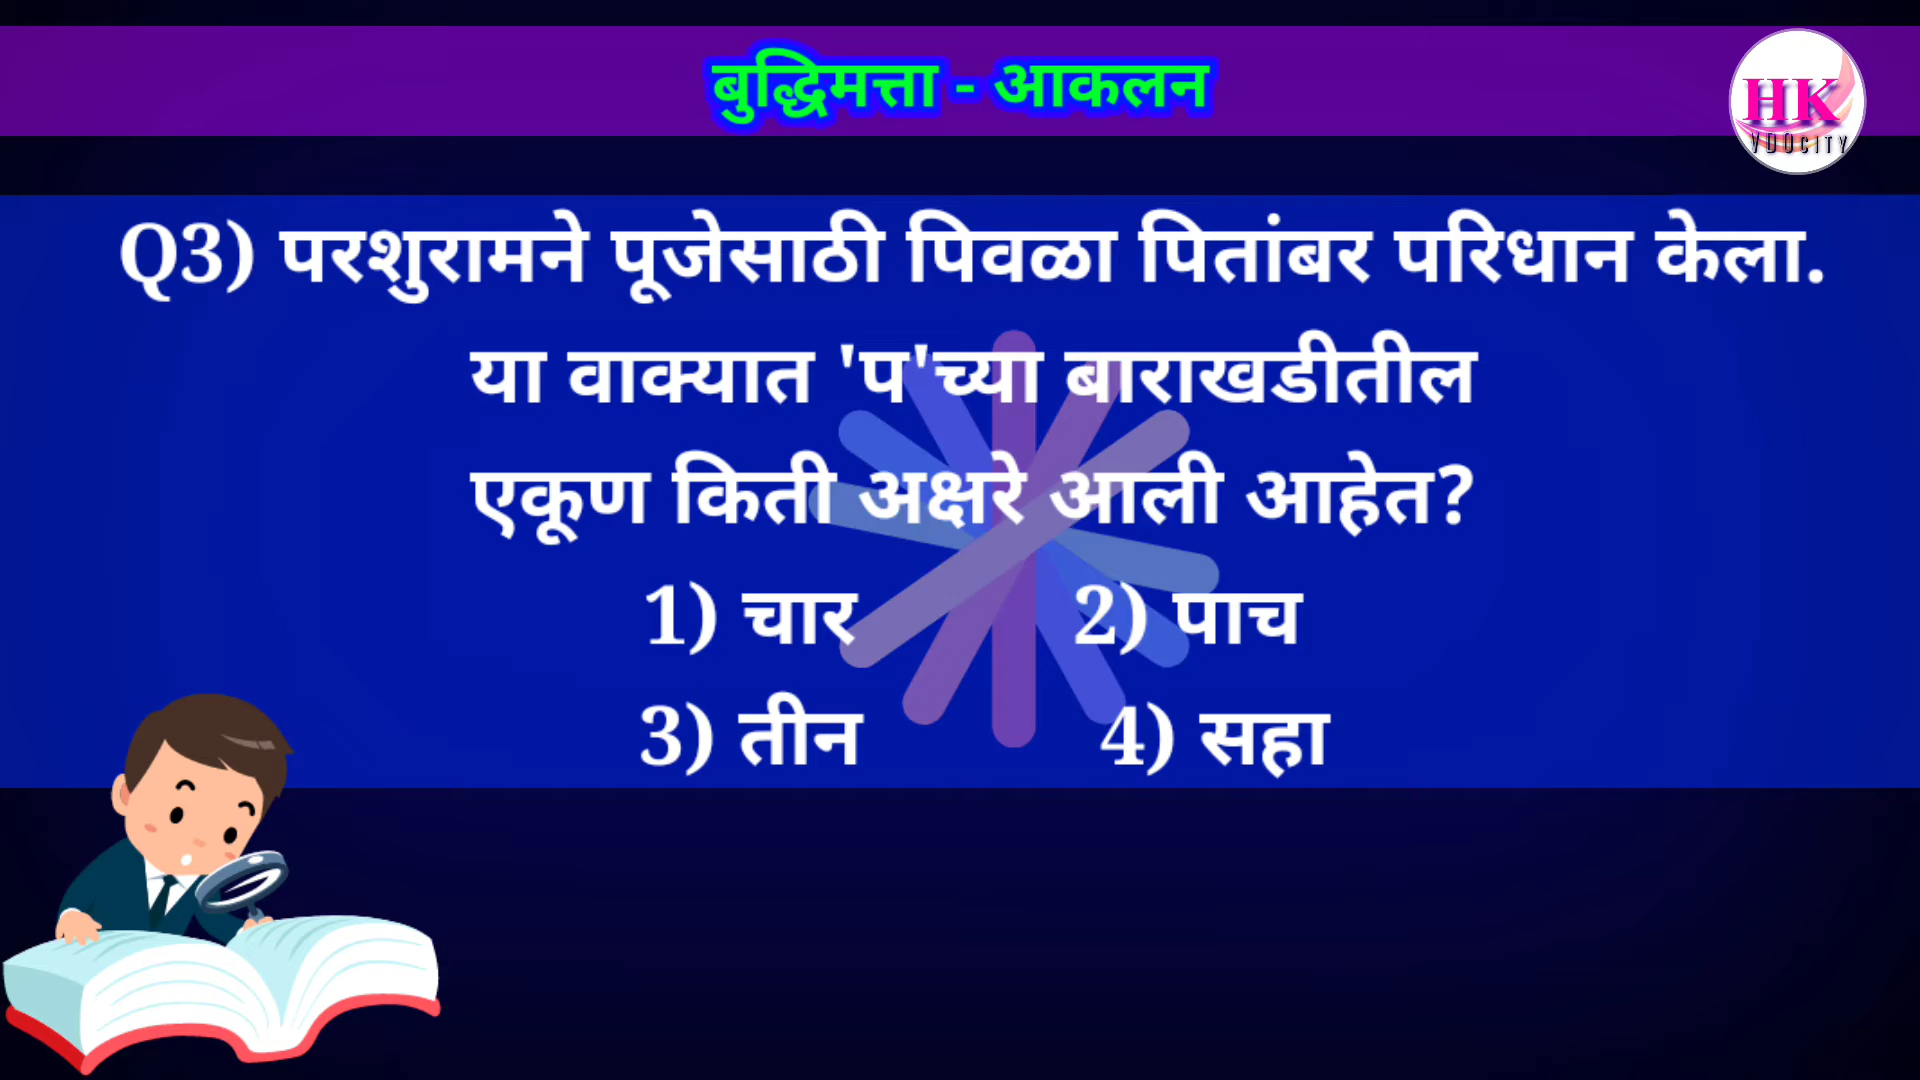 बुद्धिमत्ता - आकलन
HK
VDOCITY
Q3) परशुरामने पूजेसाठी पिवळा पितांबर परिधान केला.
या वाक्यात 'प'च्या बाराखडीतील
एकूण किती अक्षरे आली आहेत?
1) चार 2) पाच
3) तीन 4) सहा